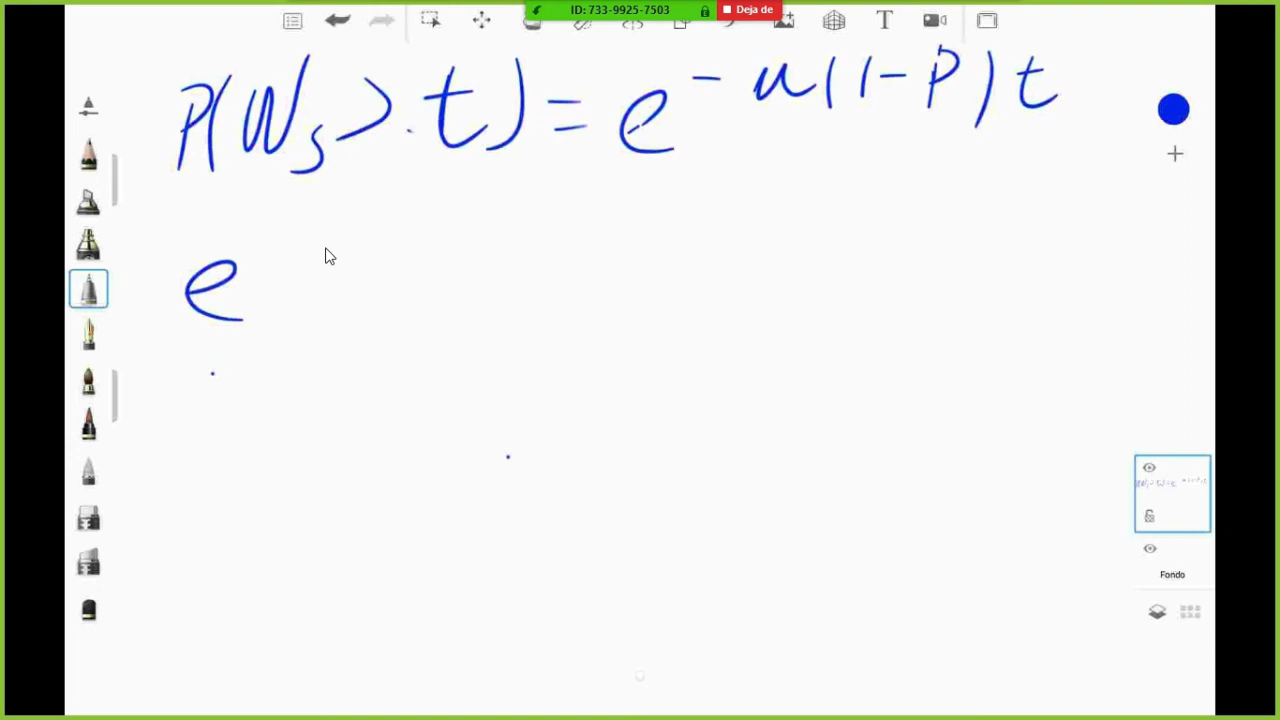 ID: 733-9925-7503 Deja de
T
P(Ws > t) = e^-u(1-P)t
e
Fondo